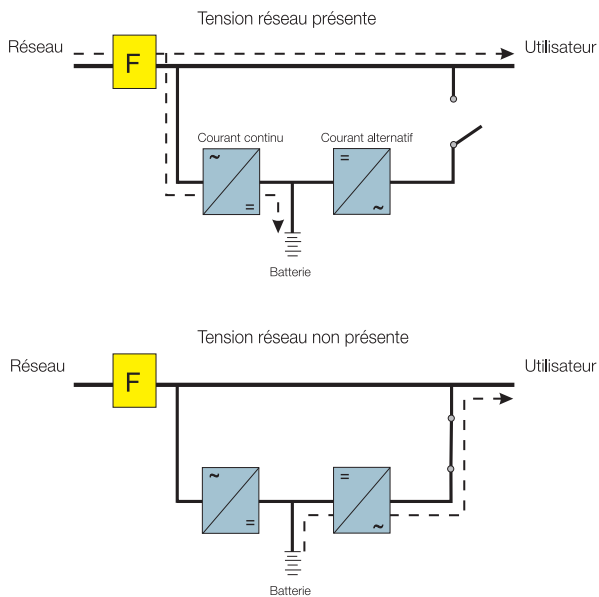 Tension réseau présente
Réseau
F
Utilisateur
Courant continu
Courant alternatif
~
=
=
~
Batterie
Tension réseau non présente
Réseau
F
Utilisateur
~
=
=
~
Batterie